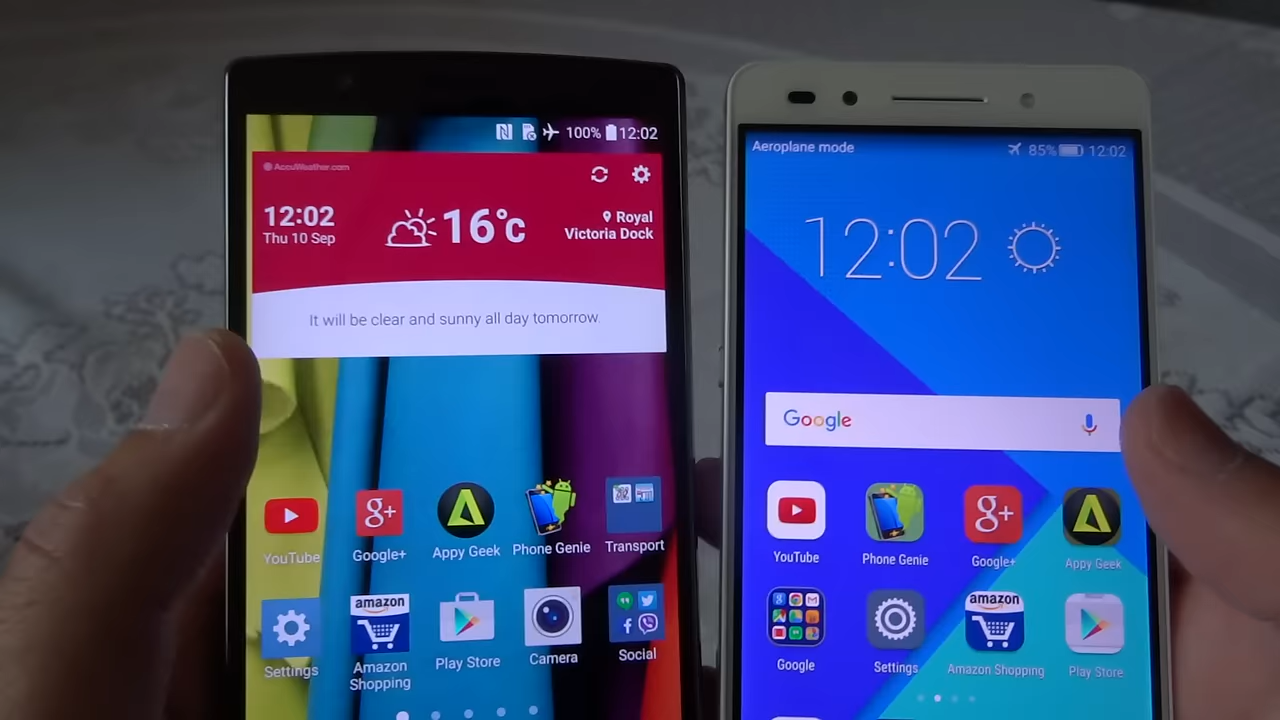 100% 12:02
AccuWeather.com
12:02
Thu 10 Sep
16°c
Royal
Victoria Dock
It will be clear and sunny all day tomorrow.
YouTube
g+
Google+
Appy Geek
Phone Genie
Transport
Settings
amazon
Amazon
Shopping
Play Store
Camera
Social
Aeroplane mode
85% 12:02
12:02
Google
YouTube
Phone Genie
g+
Google+
Appy Geek
Google
Settings
amazon
Amazon Shopping
Play Store